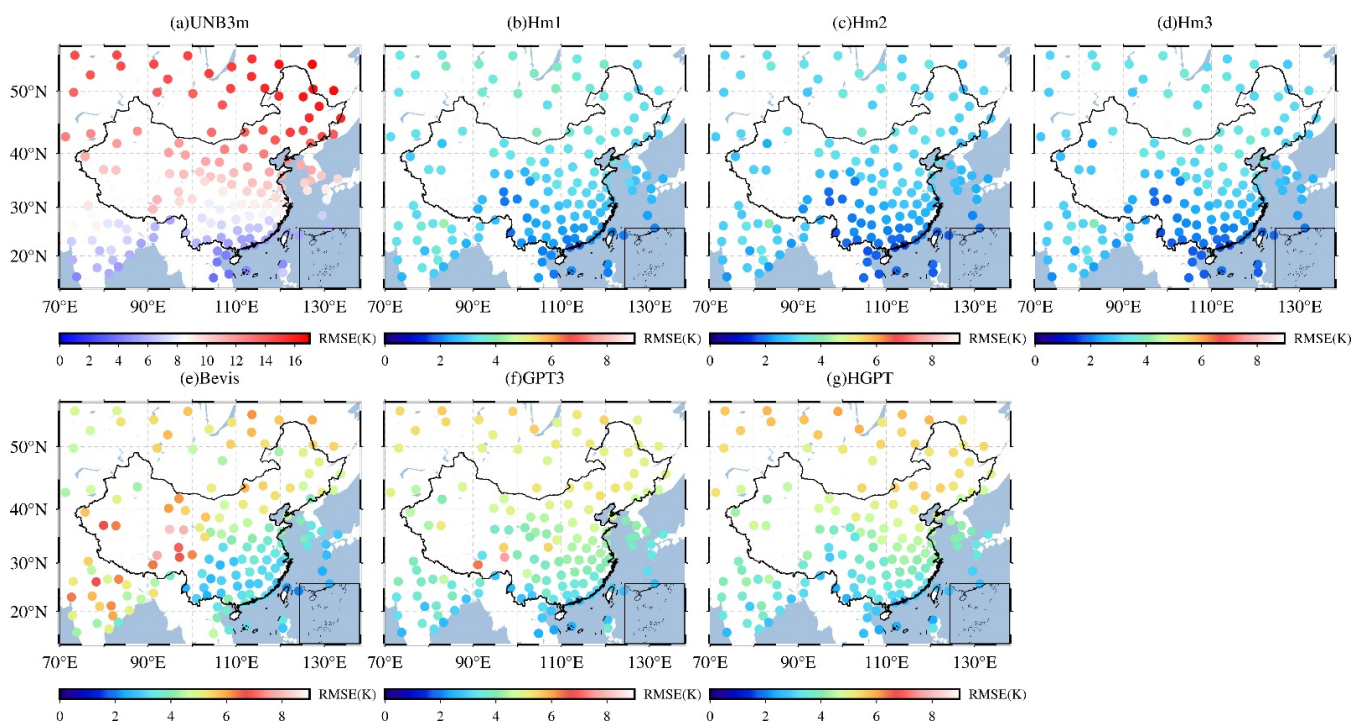 (a)UNB3m
(b)Hm1
(c)Hm2
(d)Hm3
50°N
40°N
30°N
20°N
70°E 90°E 110°E 130°E
70°E 90°E 110°E 130°E
70°E 90°E 110°E 130°E
70°E 90°E 110°E 130°E
RMSE(K)
0 2 4 6 8 10 12 14 16
RMSE(K)
0 2 4 6 8
RMSE(K)
0 2 4 6 8
RMSE(K)
0 2 4 6 8
(e)Bevis
(f)GPT3
(g)HGPT
50°N
40°N
30°N
20°N
70°E 90°E 110°E 130°E
70°E 90°E 110°E 130°E
70°E 90°E 110°E 130°E
RMSE(K)
0 2 4 6 8
RMSE(K)
0 2 4 6 8
RMSE(K)
0 2 4 6 8